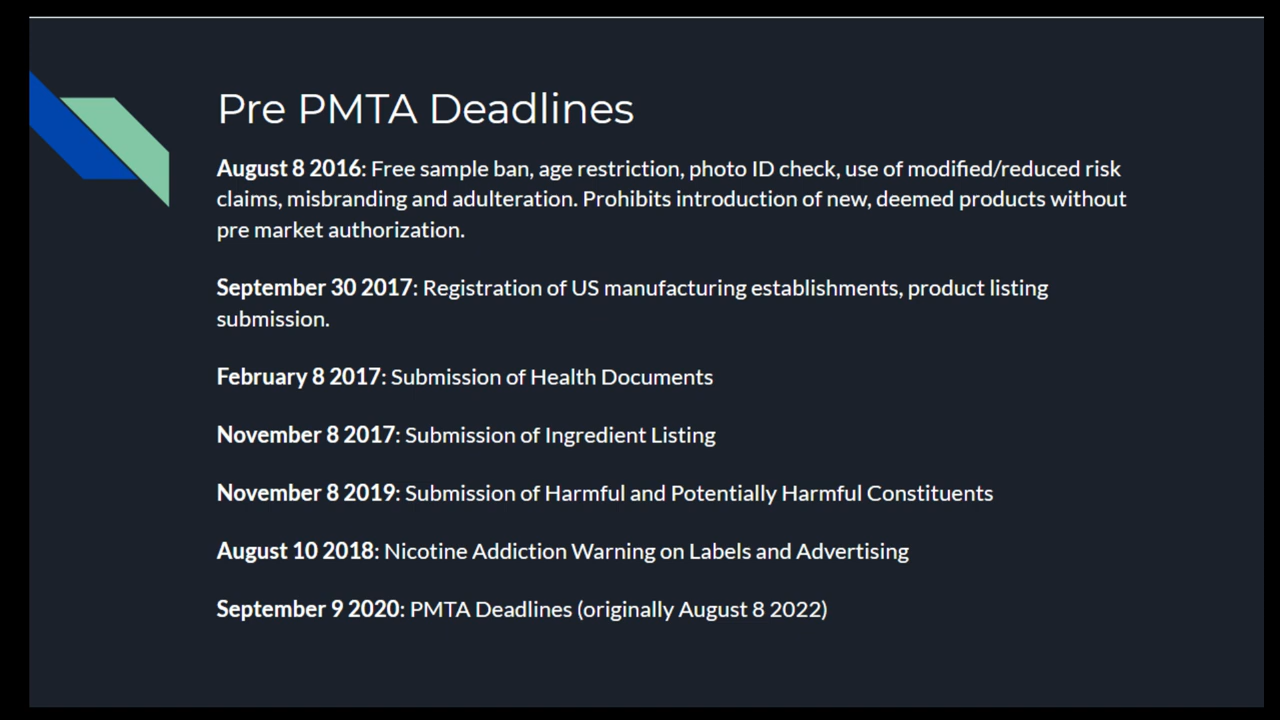 Pre PMTA Deadlines
August 8 2016: Free sample ban, age restriction, photo ID check, use of modified/reduced risk
claims, misbranding and adulteration. Prohibits introduction of new, deemed products without
pre market authorization.
September 30 2017: Registration of US manufacturing establishments, product listing
submission.
February 8 2017: Submission of Health Documents
November 8 2017: Submission of Ingredient Listing
November 8 2019: Submission of Harmful and Potentially Harmful Constituents
August 10 2018: Nicotine Addiction Warning on Labels and Advertising
September 9 2020: PMTA Deadlines (originally August 8 2022)